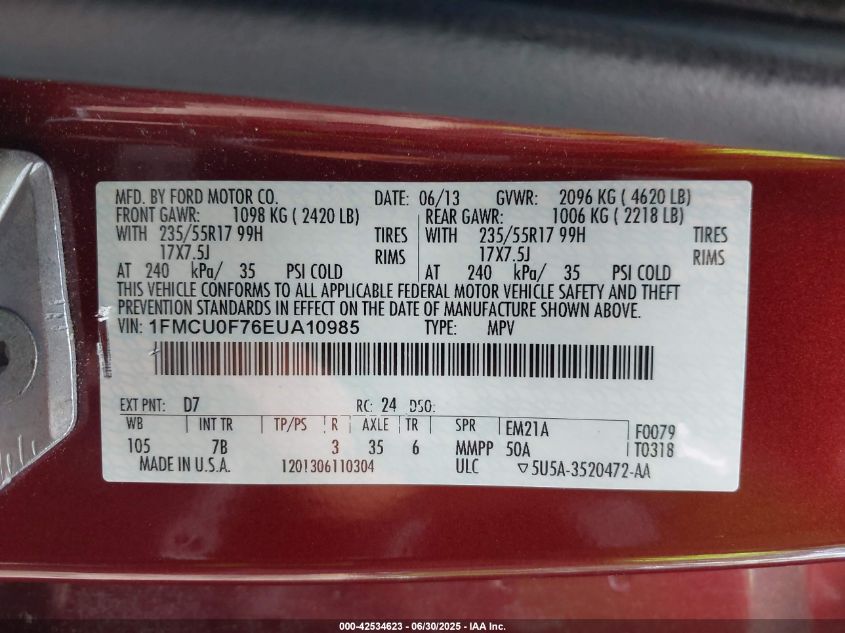 MFD. BY FORD MOTOR CO. DATE: 06/13 GVWR: 2096 KG ( 4620 LB)
FRONT GAWR: 1098 KG ( 2420 LB) REAR GAWR: 1006 KG ( 2218 LB)
WITH 235/55R17 99H TIRES WITH 235/55R17 99H TIRES
17X7.5J RIMS 17X7.5J RIMS
AT 240 kPa/ 35 PSI COLD AT 240 kPa/ 35 PSI COLD
THIS VEHICLE CONFORMS TO ALL APPLICABLE FEDERAL MOTOR VEHICLE SAFETY AND THEFT
PREVENTION STANDARDS IN EFFECT ON THE DATE OF MANUFACTURE SHOWN ABOVE.
VIN: 1FMCU0F76EUA10985 TYPE: MPV
EXT PNT: D7 RC: 24 DSO:
WB INT TR TP/PS R AXLE TR SPR EM21A F0079
105 7B 3 35 6 MMPP 50A T0318
MADE IN U.S.A. 1201306110304 ULC ▽5U5A-3520472-AA
000-42534623 - 06/30/2025 - IAA Inc.